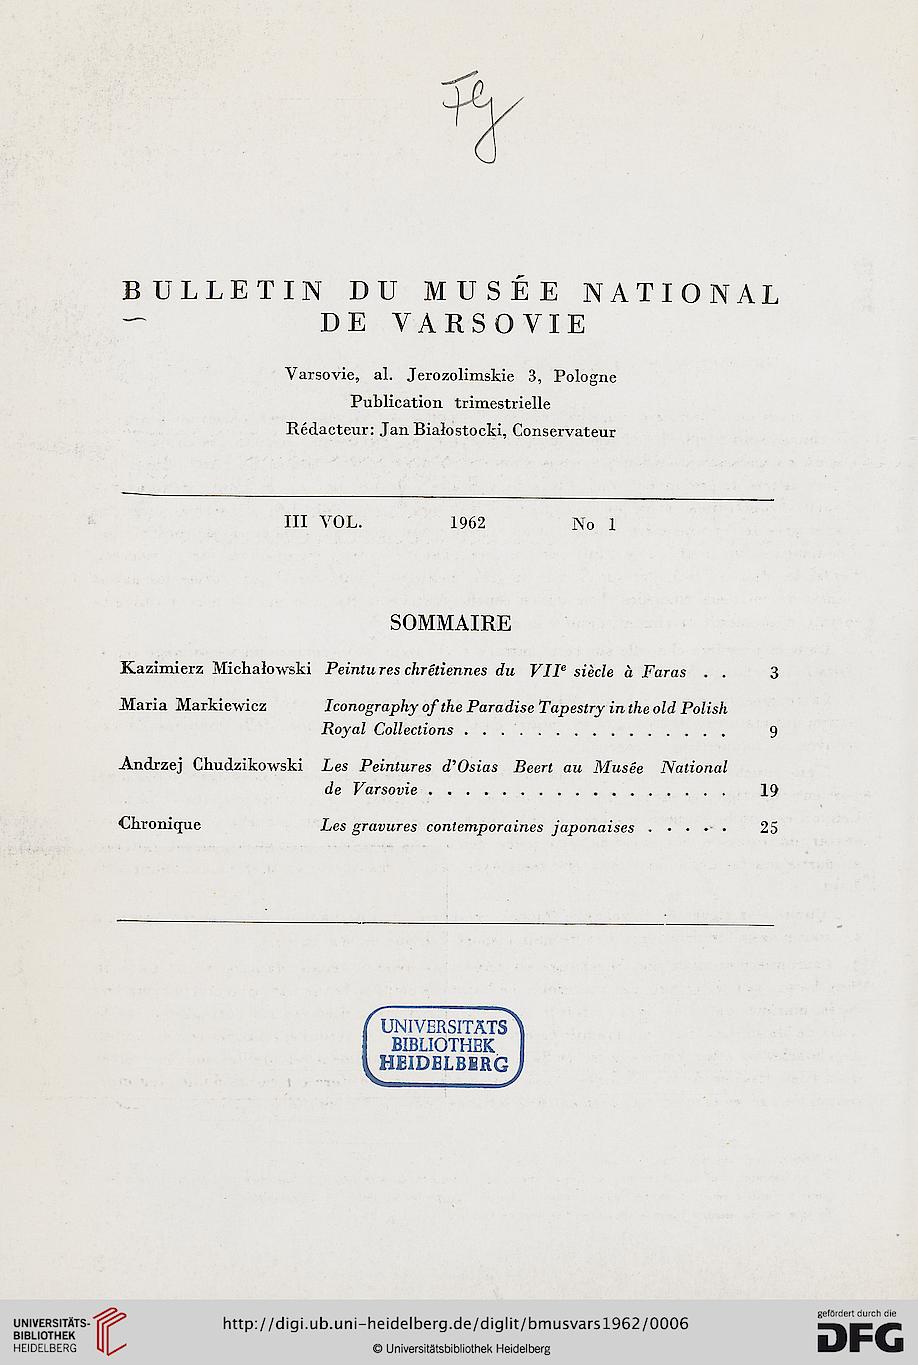 Fg
BULLETIN DU MUSÉE NATIONAL
DE VARSOVIE
Varsovie, al. Jerozolimskie 3, Pologne
Publication trimestrielle
Rédacteur: Jan Białostocki, Conservateur
III VOL. 1962 No 1
SOMMAIRE
Kazimierz Michałowski Peintures chrétiennes du VIIe siècle à Faras . . 3
Maria Markiewicz Iconography of the Paradise Tapestry in the old Polish
Royal Collections . . . . . . . . . . . . . . . 9
Andrzej Chudzikowski Les Peintures d'Osias Beert au Musée National
de Varsovie . . . . . . . . . . . . . . . . . 19
Chronique Les gravures contemporaines japonaises . . . . . 25
UNIVERSITÄTS
BIBLIOTHEK
HEIDELBERG
UNIVERSITÄTS-
BIBLIOTHEK
HEIDELBERG
http://digi.ub.uni-heidelberg.de/diglit/bmusvars1962/0006
© Universitätsbibliothek Heidelberg
gefördert durch die
DFG